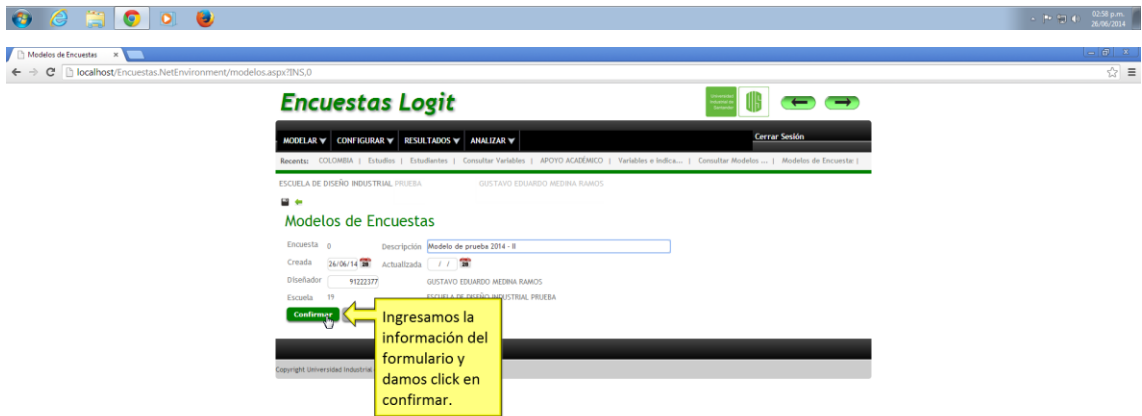 02:58 p.m.
26/06/2014
Modelos de Encuestas
localhost/Encuestas.NetEnvironment/modelos.aspx?INS,0
Encuestas Logit
Universidad Industrial de Santander
MODELAR CONFIGURAR RESULTADOS ANALIZAR Cerrar Sesión
Recents: COLOMBIA | Estudios | Estudiantes | Consultar Variables | APOYO ACADÉMICO | Variables e indica... | Consultar Modelos ... | Modelos de Encuesta: |
ESCUELA DE DISEÑO INDUSTRIAL PRUEBA GUSTAVO EDUARDO MEDINA RAMOS
Modelos de Encuestas
Encuesta 0 Descripción Modelo de prueba 2014 - II
Creada 26/06/14 Actualizada / /
Diseñador 91222377 GUSTAVO EDUARDO MEDINA RAMOS
Escuela 19 ESCUELA DE DISEÑO INDUSTRIAL PRUEBA
Confirmar
Ingresamos la
información del
formulario y
damos click en
confirmar.
Copyright Universidad Industrial